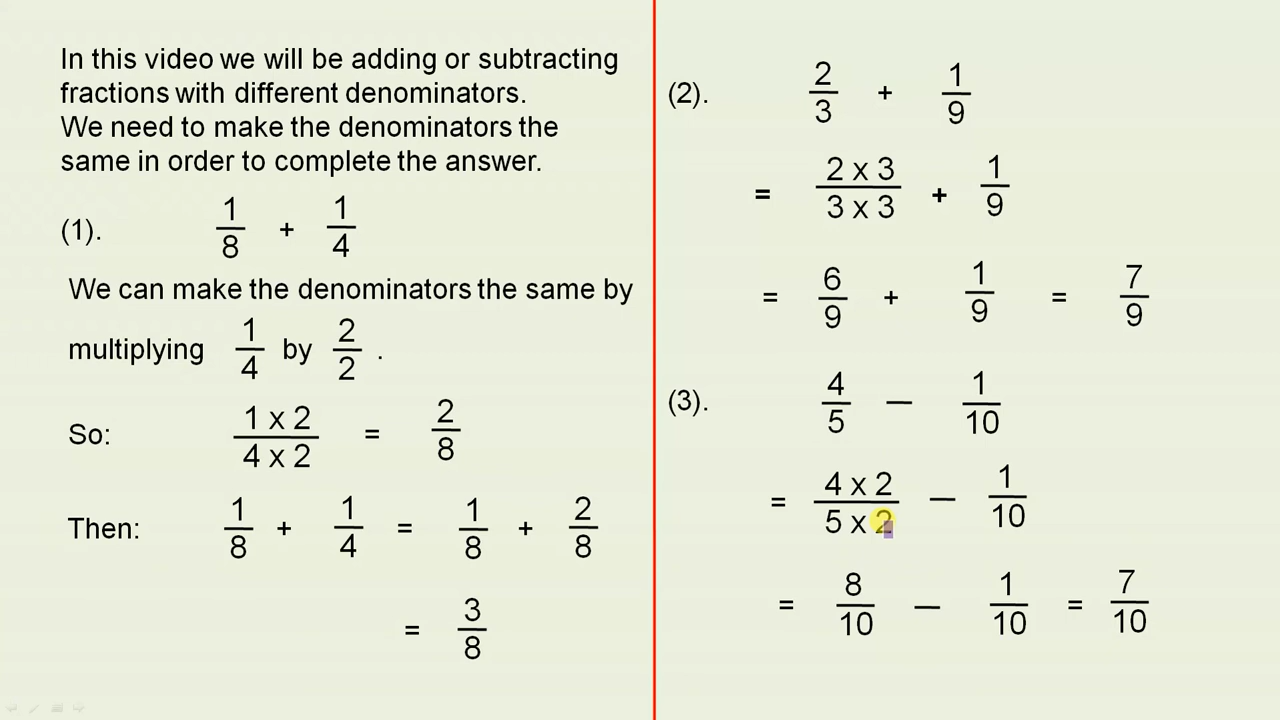 In this video we will be adding or subtracting
fractions with different denominators.
We need to make the denominators the
same in order to complete the answer.
(1). 1/8 + 1/4
We can make the denominators the same by
multiplying 1/4 by 2/2 .
So: 1 x 2/4 x 2 = 2/8
Then: 1/8 + 1/4 = 1/8 + 2/8
= 3/8
(2). 2/3 + 1/9
= 2 x 3/3 x 3 + 1/9
= 6/9 + 1/9 = 7/9
(3). 4/5 − 1/10
= 4 x 2/5 x 2 − 1/10
= 8/10 − 1/10 = 7/10